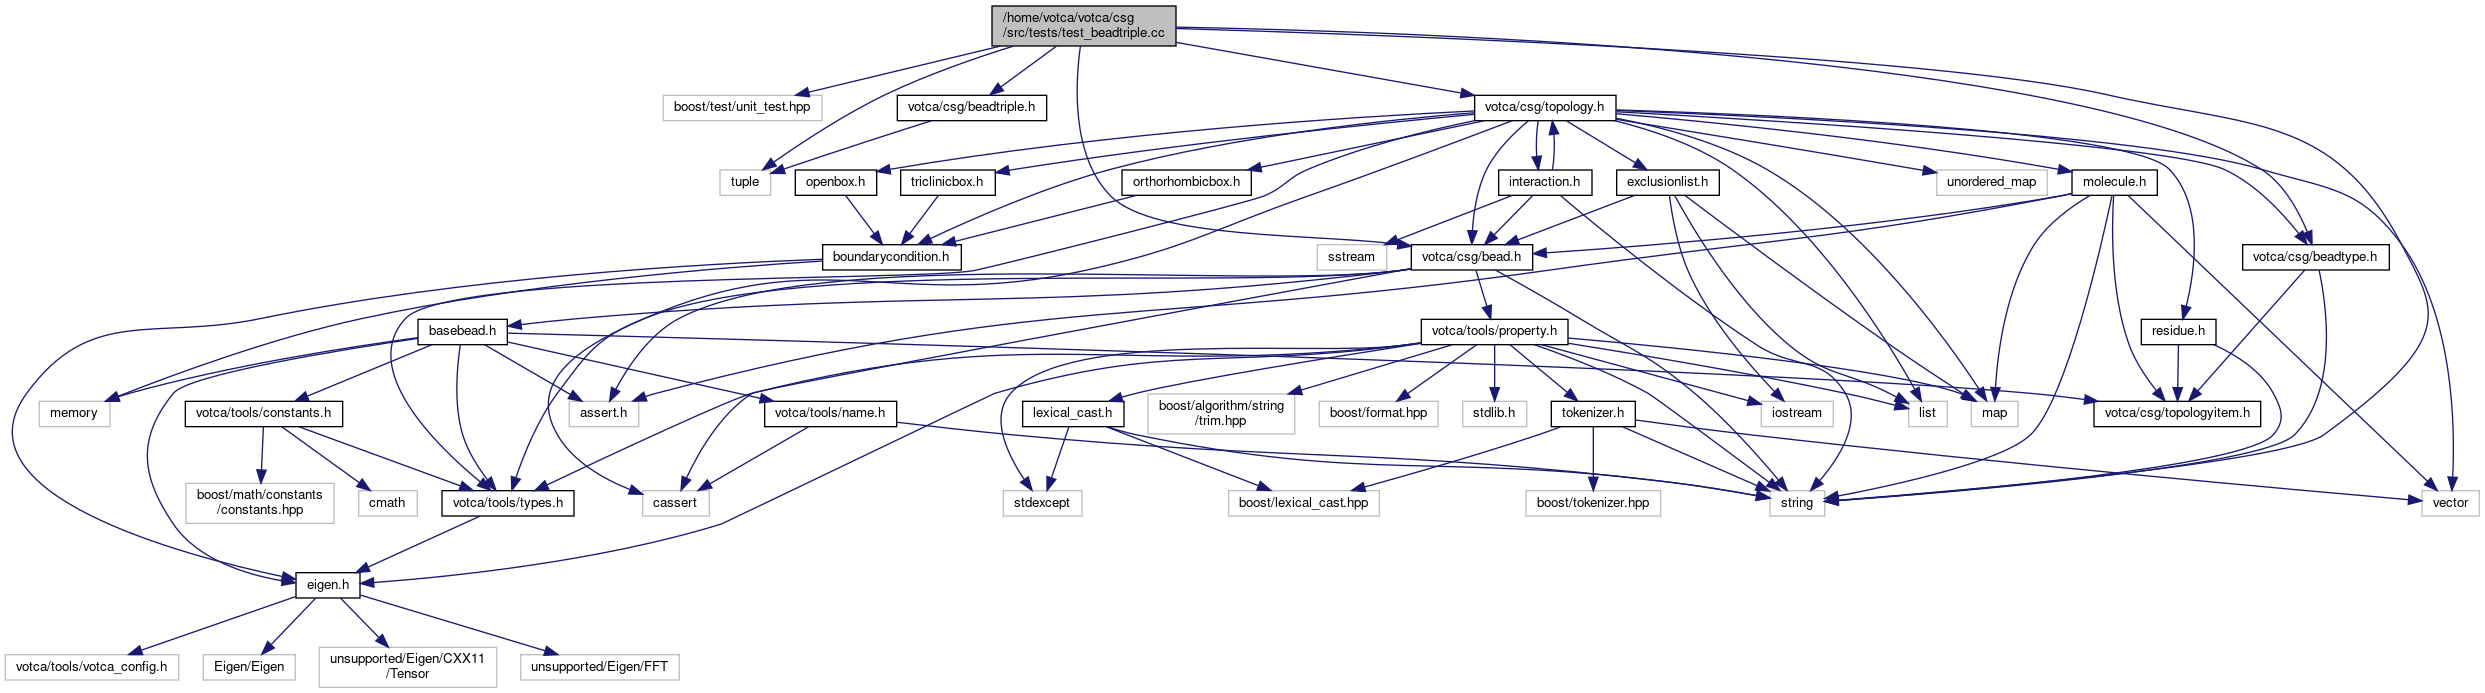 /home/votca/votca/csg
/src/tests/test_beadtriple.cc
boost/test/unit_test.hpp
votca/csg/beadtriple.h
votca/csg/topology.h
tuple
openbox.h
triclinicbox.h
orthorhombicbox.h
interaction.h
exclusionlist.h
unordered_map
molecule.h
boundarycondition.h
sstream
votca/csg/bead.h
votca/csg/beadtype.h
basebead.h
votca/tools/property.h
residue.h
memory
votca/tools/constants.h
assert.h
votca/tools/name.h
lexical_cast.h
boost/algorithm/string
/trim.hpp
boost/format.hpp
stdlib.h
tokenizer.h
iostream
list
map
votca/csg/topologyitem.h
boost/math/constants
/constants.hpp
cmath
votca/tools/types.h
cassert
stdexcept
boost/lexical_cast.hpp
boost/tokenizer.hpp
string
vector
eigen.h
votca/tools/votca_config.h
Eigen/Eigen
unsupported/Eigen/CXX11
/Tensor
unsupported/Eigen/FFT